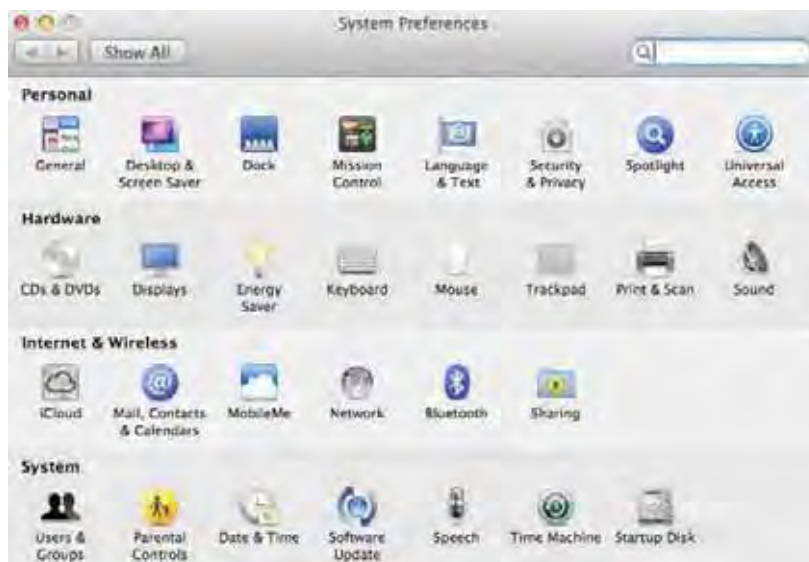 System Preferences
Show All
Personal
General
Desktop &
Screen Saver
Dock
Mission
Control
Language
& Text
Security
& Privacy
Spotlight
Universal
Access
Hardware
CDs & DVDs
Displays
Energy
Saver
Keyboard
Mouse
Trackpad
Print & Scan
Sound
Internet & Wireless
iCloud
Mail, Contacts
& Calendars
MobileMe
Network
Bluetooth
Sharing
System
Users &
Groups
Parental
Controls
Date & Time
Software
Update
Speech
Time Machine
Startup Disk